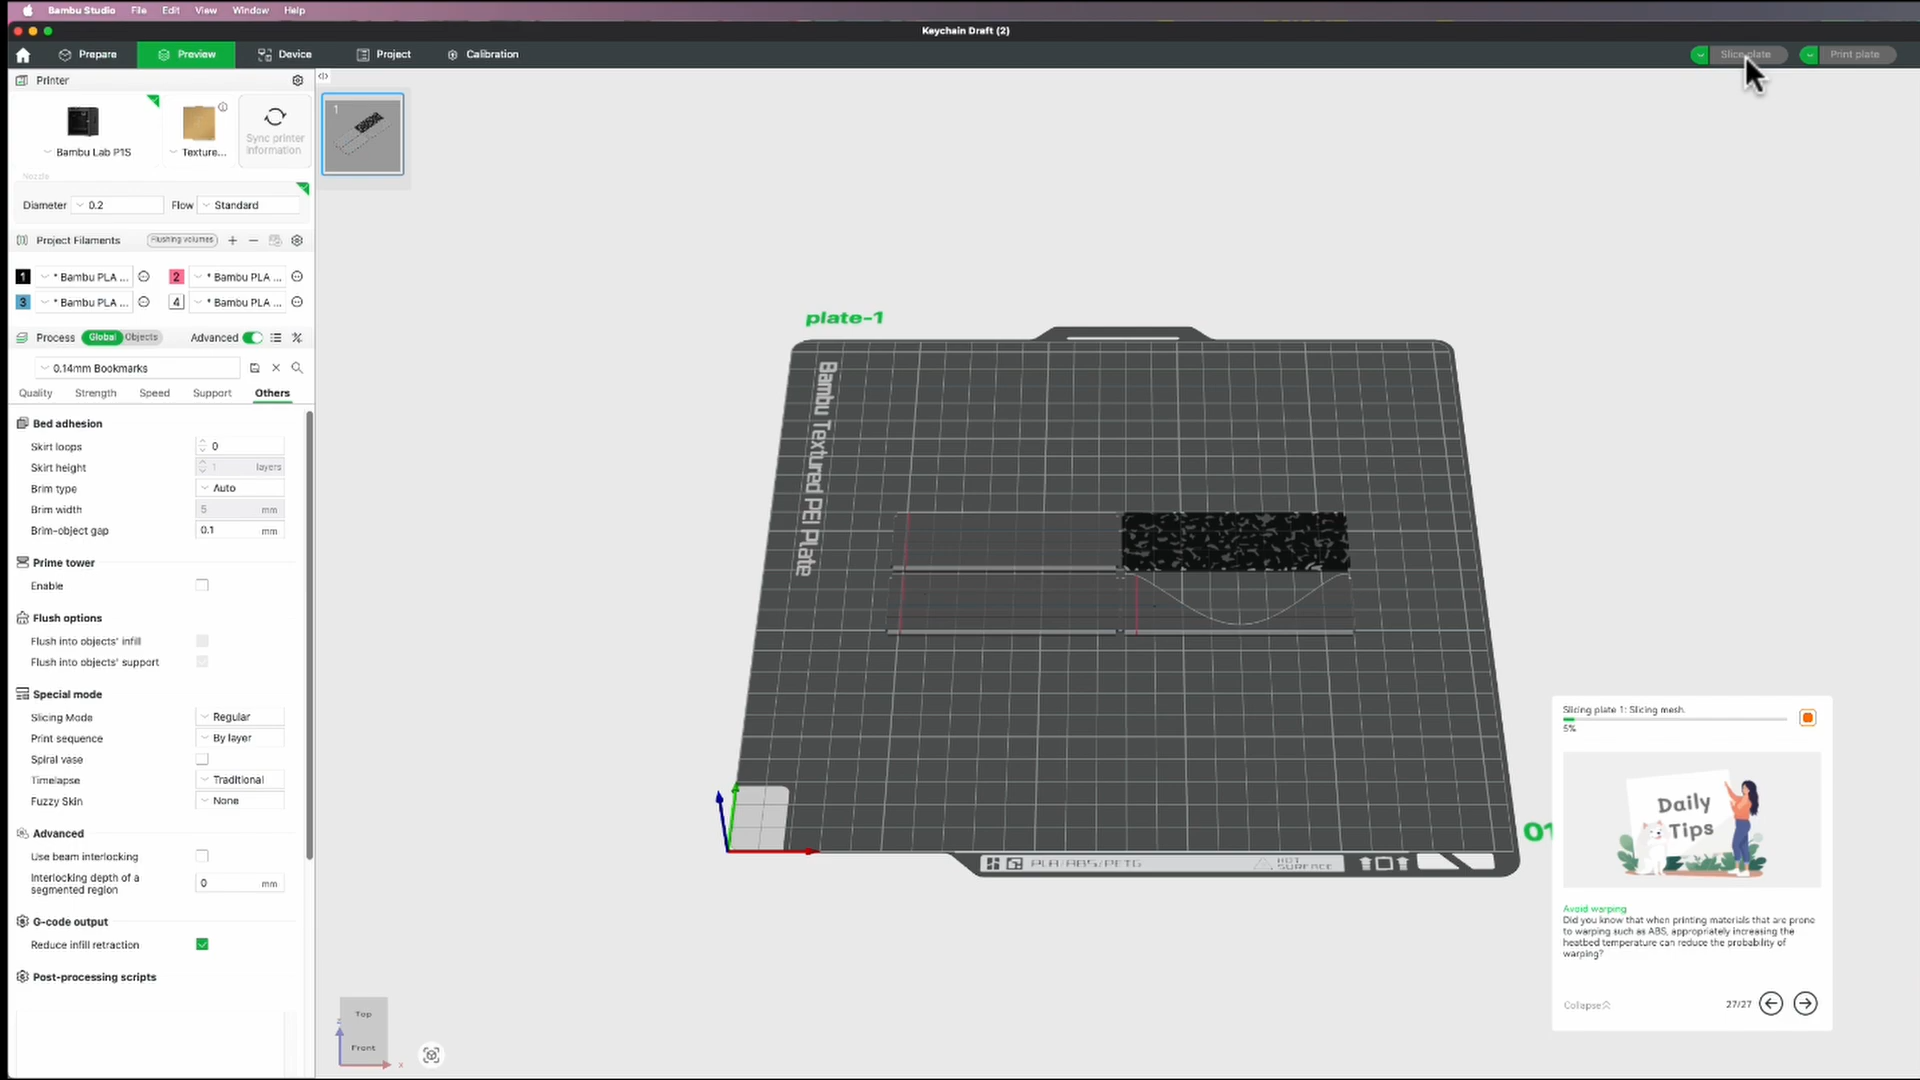 Bambu Studio File Edit View Window Help
Keychain Draft (2)
Prepare Preview Device Project Calibration Slice plate Print plate
Printer
1
Bambu Lab P1S Texture... Sync printer information
Nozzle
Diameter 0.2 Flow Standard
Project Filaments Flushing volumes
1 * Bambu PLA ... 2 * Bambu PLA ...
3 * Bambu PLA ... 4 * Bambu PLA ...
Process Global Objects Advanced
0.14mm Bookmarks
Quality Strength Speed Support Others
Bed adhesion
Skirt loops 0
Skirt height 1 layers
Brim type Auto
Brim width 5 mm
Brim-object gap 0.1 mm
Prime tower
Enable
Flush options
Flush into objects' infill
Flush into objects' support
Special mode
Slicing Mode Regular
Print sequence By layer
Spiral vase
Timelapse Traditional
Fuzzy Skin None
Advanced
Use beam interlocking
Interlocking depth of a
segmented region 0 mm
G-code output
Reduce infill retraction
Post-processing scripts
plate-1
Bambu Textured PEI Plate
PLA/ABS/PETG
HOT
SURFACE
01
Top
Front
z
x
Slicing plate 1: Slicing mesh.
5%
Daily
Tips
Avoid warping
Did you know that when printing materials that are prone
to warping such as ABS, appropriately increasing the
heatbed temperature can reduce the probability of
warping?
Collapse 27/27